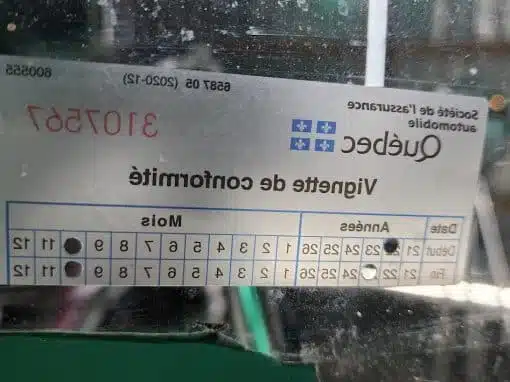 Société de l'assurance
automobile
Québec
6587 05 (2020-12)
3107567
Vignette de conformité
Date Années Mois
Début 21 23 24 25 26 1 2 3 4 5 6 7 8 9 11 12
Fin 21 22 24 25 26 1 2 3 4 5 6 7 8 9 11 12